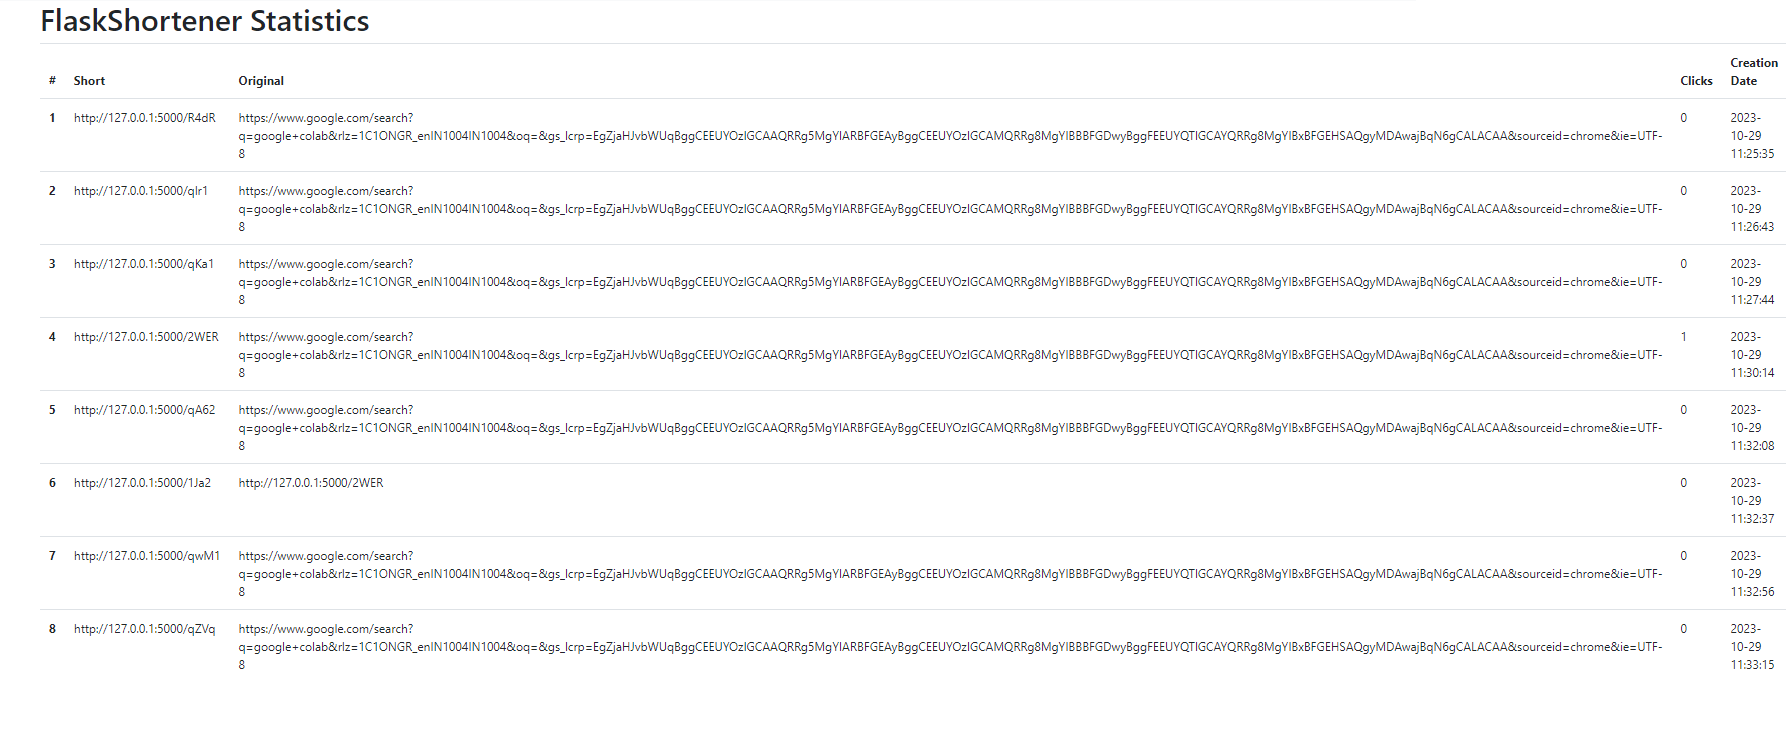 FlaskShortener Statistics
# Short Original Clicks Creation Date
1 http://127.0.0.1:5000/R4dR https://www.google.com/search? 0 2023-
q=google+colab&rlz=1C1ONGR_enIN1004IN1004&oq=&gs_lcrp=EgZjaHJvbWUqBggCEEUYOzIGCAAQRRg5MgYIARBFGEAyBggCEEUYOzIGCAMQRRg8MgYIBBBFGDwyBggFEEUYQTIGCAYQRRg8MgYIBxBFGEHSAQgyMDAwajBqN6gCALACAA&sourceid=chrome&ie=UTF- 10-29
8 11:25:35
2 http://127.0.0.1:5000/qIr1 https://www.google.com/search? 0 2023-
q=google+colab&rlz=1C1ONGR_enIN1004IN1004&oq=&gs_lcrp=EgZjaHJvbWUqBggCEEUYOzIGCAAQRRg5MgYIARBFGEAyBggCEEUYOzIGCAMQRRg8MgYIBBBFGDwyBggFEEUYQTIGCAYQRRg8MgYIBxBFGEHSAQgyMDAwajBqN6gCALACAA&sourceid=chrome&ie=UTF- 10-29
8 11:26:43
3 http://127.0.0.1:5000/qKa1 https://www.google.com/search? 0 2023-
q=google+colab&rlz=1C1ONGR_enIN1004IN1004&oq=&gs_lcrp=EgZjaHJvbWUqBggCEEUYOzIGCAAQRRg5MgYIARBFGEAyBggCEEUYOzIGCAMQRRg8MgYIBBBFGDwyBggFEEUYQTIGCAYQRRg8MgYIBxBFGEHSAQgyMDAwajBqN6gCALACAA&sourceid=chrome&ie=UTF- 10-29
8 11:27:44
4 http://127.0.0.1:5000/2WER https://www.google.com/search? 1 2023-
q=google+colab&rlz=1C1ONGR_enIN1004IN1004&oq=&gs_lcrp=EgZjaHJvbWUqBggCEEUYOzIGCAAQRRg5MgYIARBFGEAyBggCEEUYOzIGCAMQRRg8MgYIBBBFGDwyBggFEEUYQTIGCAYQRRg8MgYIBxBFGEHSAQgyMDAwajBqN6gCALACAA&sourceid=chrome&ie=UTF- 10-29
8 11:30:14
5 http://127.0.0.1:5000/qA62 https://www.google.com/search? 0 2023-
q=google+colab&rlz=1C1ONGR_enIN1004IN1004&oq=&gs_lcrp=EgZjaHJvbWUqBggCEEUYOzIGCAAQRRg5MgYIARBFGEAyBggCEEUYOzIGCAMQRRg8MgYIBBBFGDwyBggFEEUYQTIGCAYQRRg8MgYIBxBFGEHSAQgyMDAwajBqN6gCALACAA&sourceid=chrome&ie=UTF- 10-29
8 11:32:08
6 http://127.0.0.1:5000/1Ja2 http://127.0.0.1:5000/2WER 0 2023-
10-29
11:32:37
7 http://127.0.0.1:5000/qwM1 https://www.google.com/search? 0 2023-
q=google+colab&rlz=1C1ONGR_enIN1004IN1004&oq=&gs_lcrp=EgZjaHJvbWUqBggCEEUYOzIGCAAQRRg5MgYIARBFGEAyBggCEEUYOzIGCAMQRRg8MgYIBBBFGDwyBggFEEUYQTIGCAYQRRg8MgYIBxBFGEHSAQgyMDAwajBqN6gCALACAA&sourceid=chrome&ie=UTF- 10-29
8 11:32:56
8 http://127.0.0.1:5000/qZVq https://www.google.com/search? 0 2023-
q=google+colab&rlz=1C1ONGR_enIN1004IN1004&oq=&gs_lcrp=EgZjaHJvbWUqBggCEEUYOzIGCAAQRRg5MgYIARBFGEAyBggCEEUYOzIGCAMQRRg8MgYIBBBFGDwyBggFEEUYQTIGCAYQRRg8MgYIBxBFGEHSAQgyMDAwajBqN6gCALACAA&sourceid=chrome&ie=UTF- 10-29
8 11:33:15